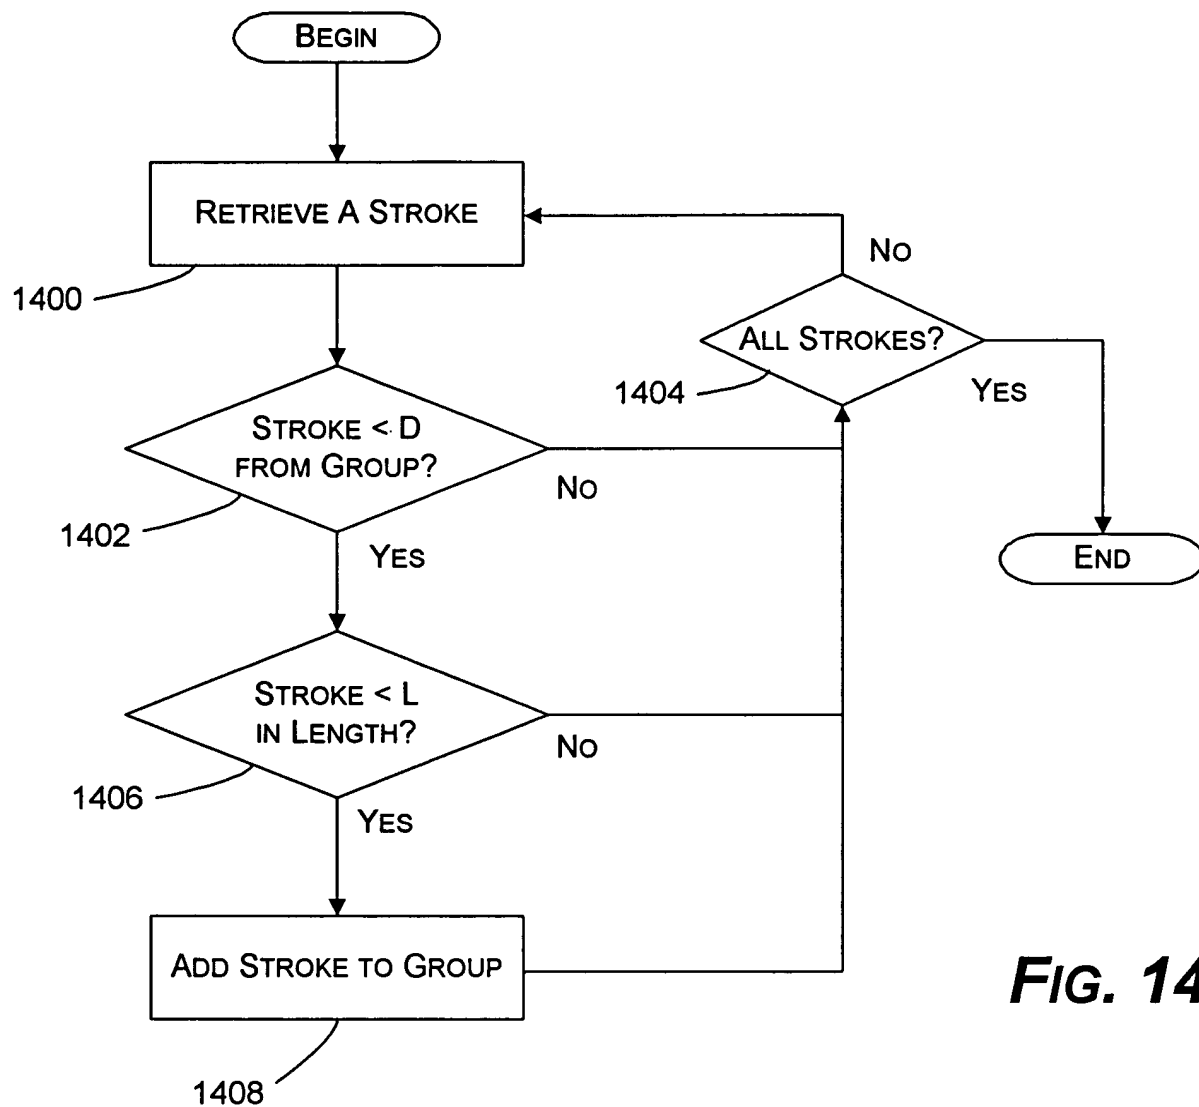 BEGIN
RETRIEVE A STROKE
1400
NO
ALL STROKES?
1404
YES
STROKE < D
FROM GROUP?
NO
1402
YES
END
STROKE < L
IN LENGTH?
NO
1406
YES
ADD STROKE TO GROUP
1408
FIG. 14